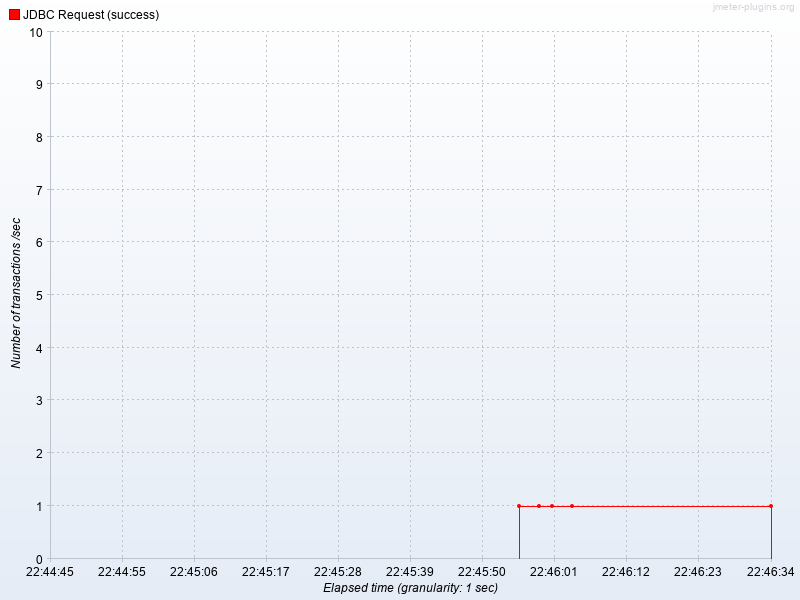 jmeter-plugins.org
JDBC Request (success)
10
9
8
7
6
5
4
3
2
1
0
Number of transactions /sec
22:44:45 22:44:55 22:45:06 22:45:17 22:45:28 22:45:39 22:45:50 22:46:01 22:46:12 22:46:23 22:46:34
Elapsed time (granularity: 1 sec)